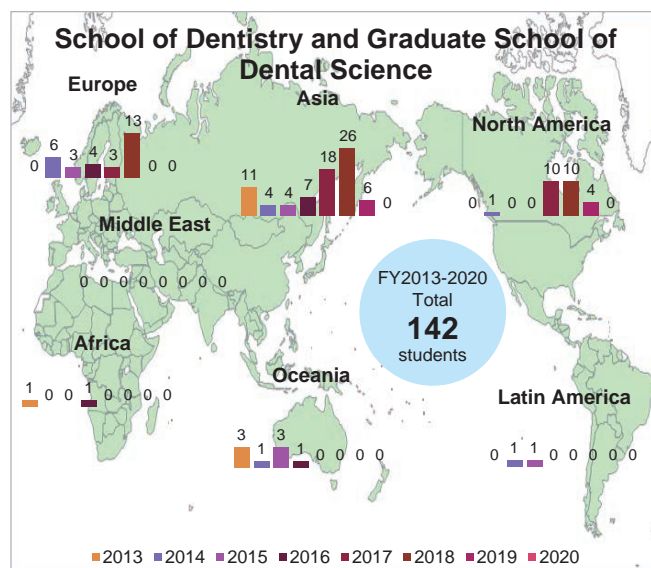 School of Dentistry and Graduate School of
Dental Science
Europe
0 6 3 4 3 13 0 0
Asia
11 4 4 7 18 26 6 0
North America
0 1 0 0 10 10 4 0
Middle East
0 0 0 0 0 0 0 0
FY2013-2020
Total
142
students
Africa
1 0 0 1 0 0 0 0
Oceania
3 1 3 1 0 0 0 0
Latin America
0 1 1 0 0 0 0 0
2013 2014 2015 2016 2017 2018 2019 2020